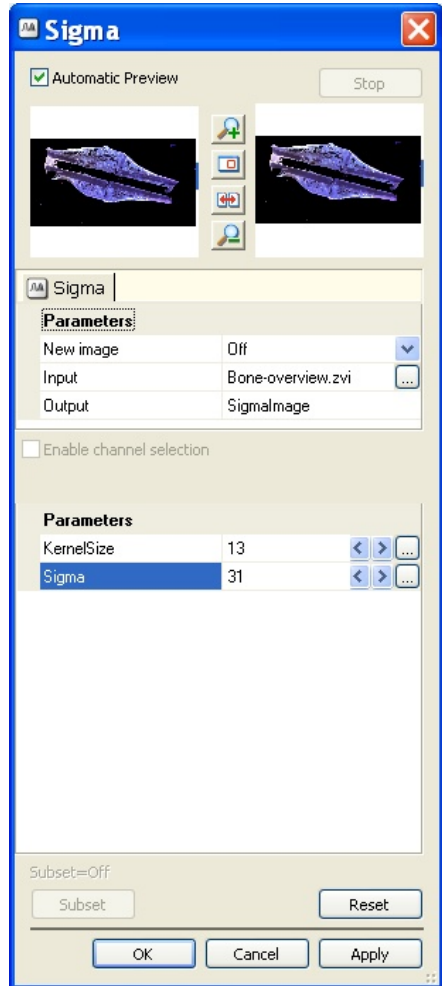 Sigma
Automatic Preview
Stop
Sigma
Parameters
New image Off
Input Bone-overview.zvi ...
Output SigmaImage
Enable channel selection
Parameters
KernelSize 13 < > ...
Sigma 31 < > ...
Subset=Off
Subset Reset
OK Cancel Apply